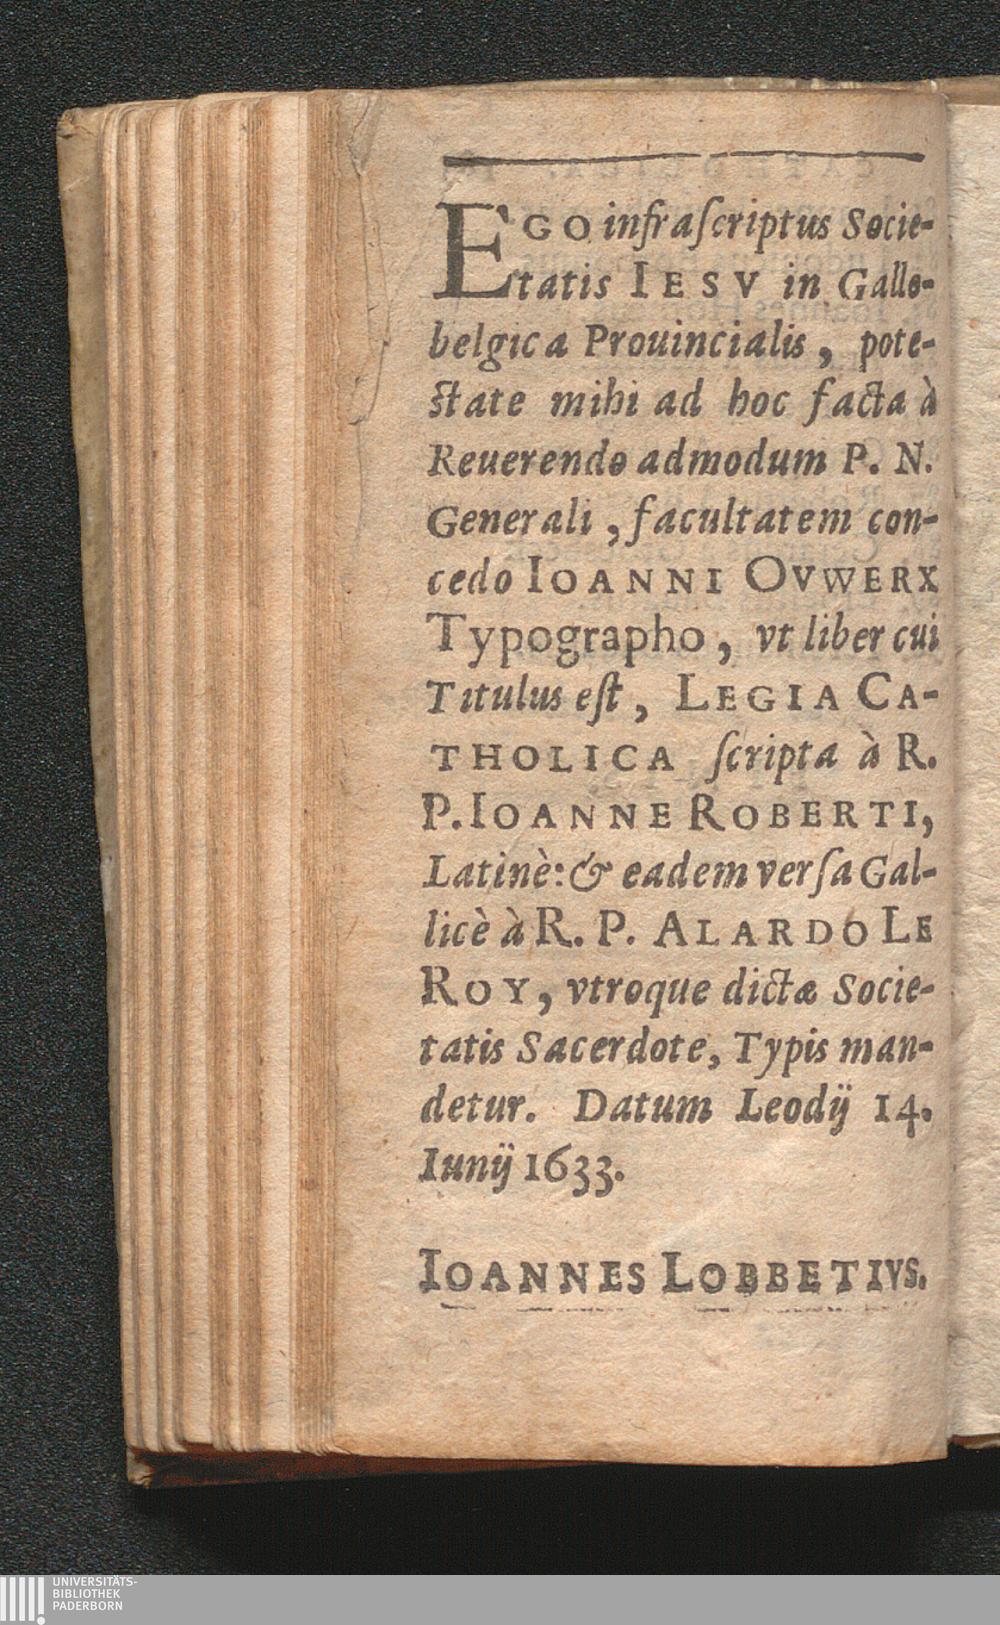 EGO infraſcriptus Socie-
tatis IESV in Gallo-
belgica Prouincialis, pote-
ſtate mihi ad hoc facta à
Reuerendo admodum P. N.
Generali, facultatem con-
cedo IOANNI OVWERX
Typographo, vt liber cui
Titulus eſt, LEGIA CA-
THOLICA ſcripta à R.
P. IOANNE ROBERTI,
Latinè: & eadem verſa Gal-
licè à R. P. ALARDO LE
ROY, vtroque dictæ Socie-
tatis Sacerdote, Typis man-
detur. Datum Leodij 14.
Iunij 1633.
IOANNES LOBBETIVS.
UNIVERSITÄTS-
BIBLIOTHEK
PADERBORN